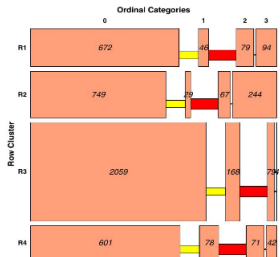 Ordinal Categories
0 1 2 3
Row Cluster
R1 672 46 79 94
R2 749 29 67 244
R3 2059 168
R4 601 78 71 42